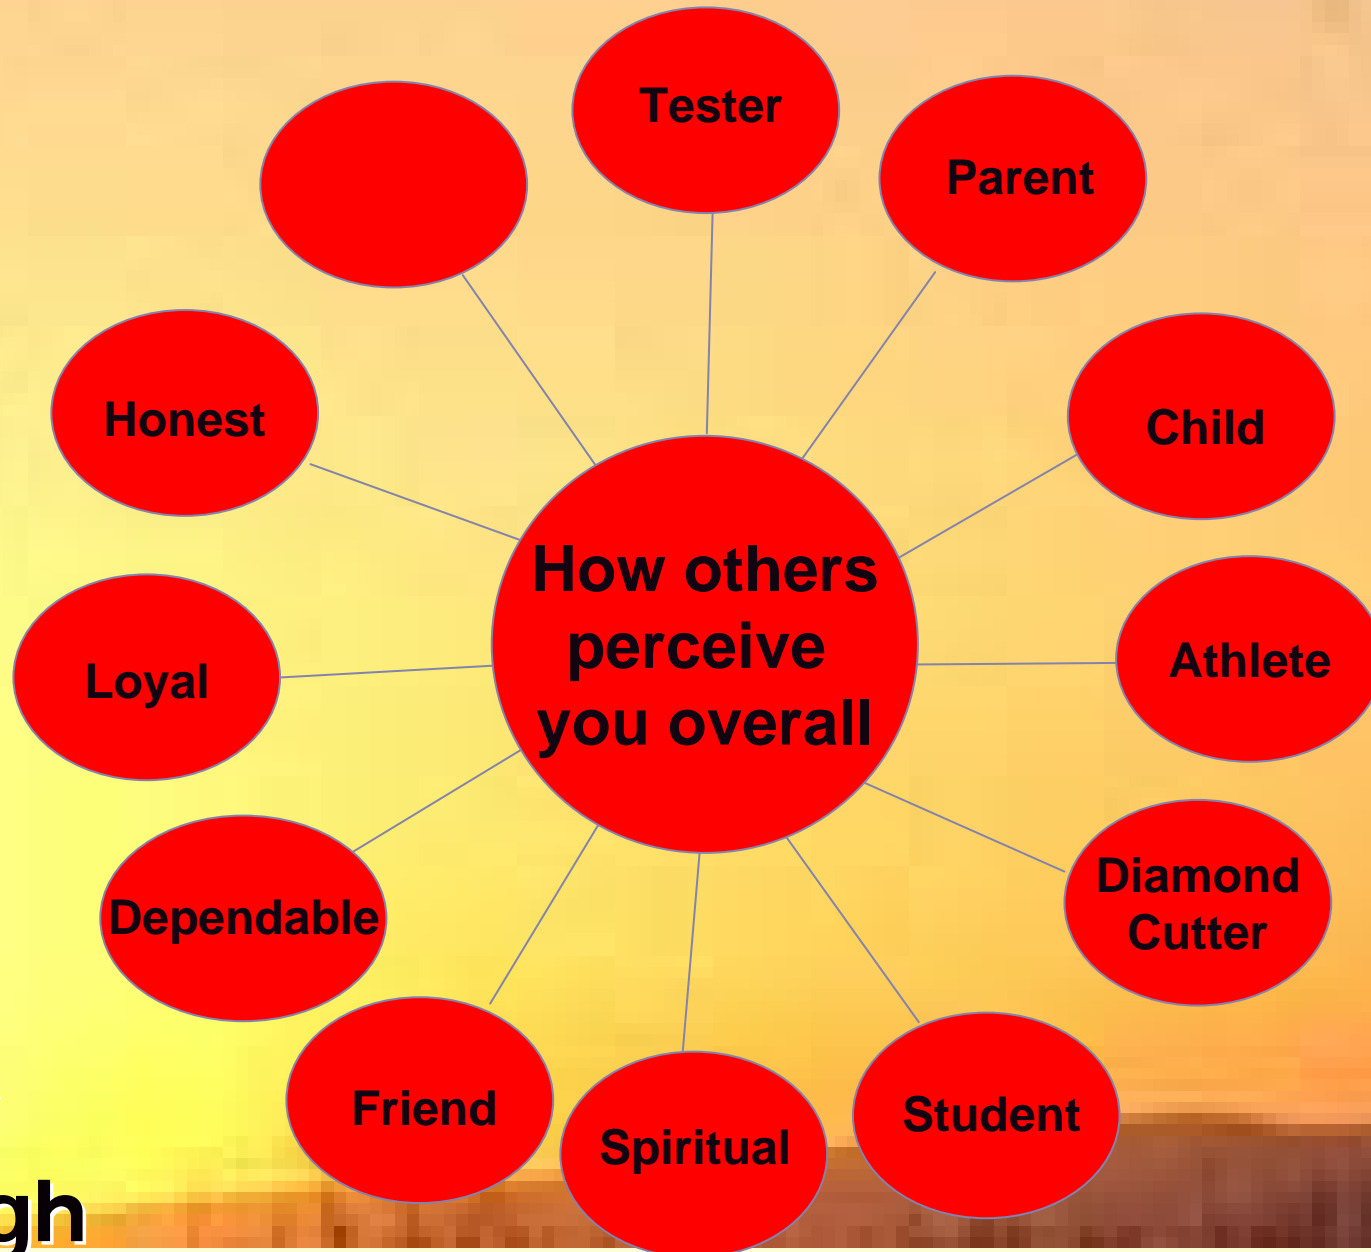 Tester
Parent
Honest
Child
How others
perceive
you overall
Athlete
Loyal
Diamond
Cutter
Dependable
Friend
Student
Spiritual
gh